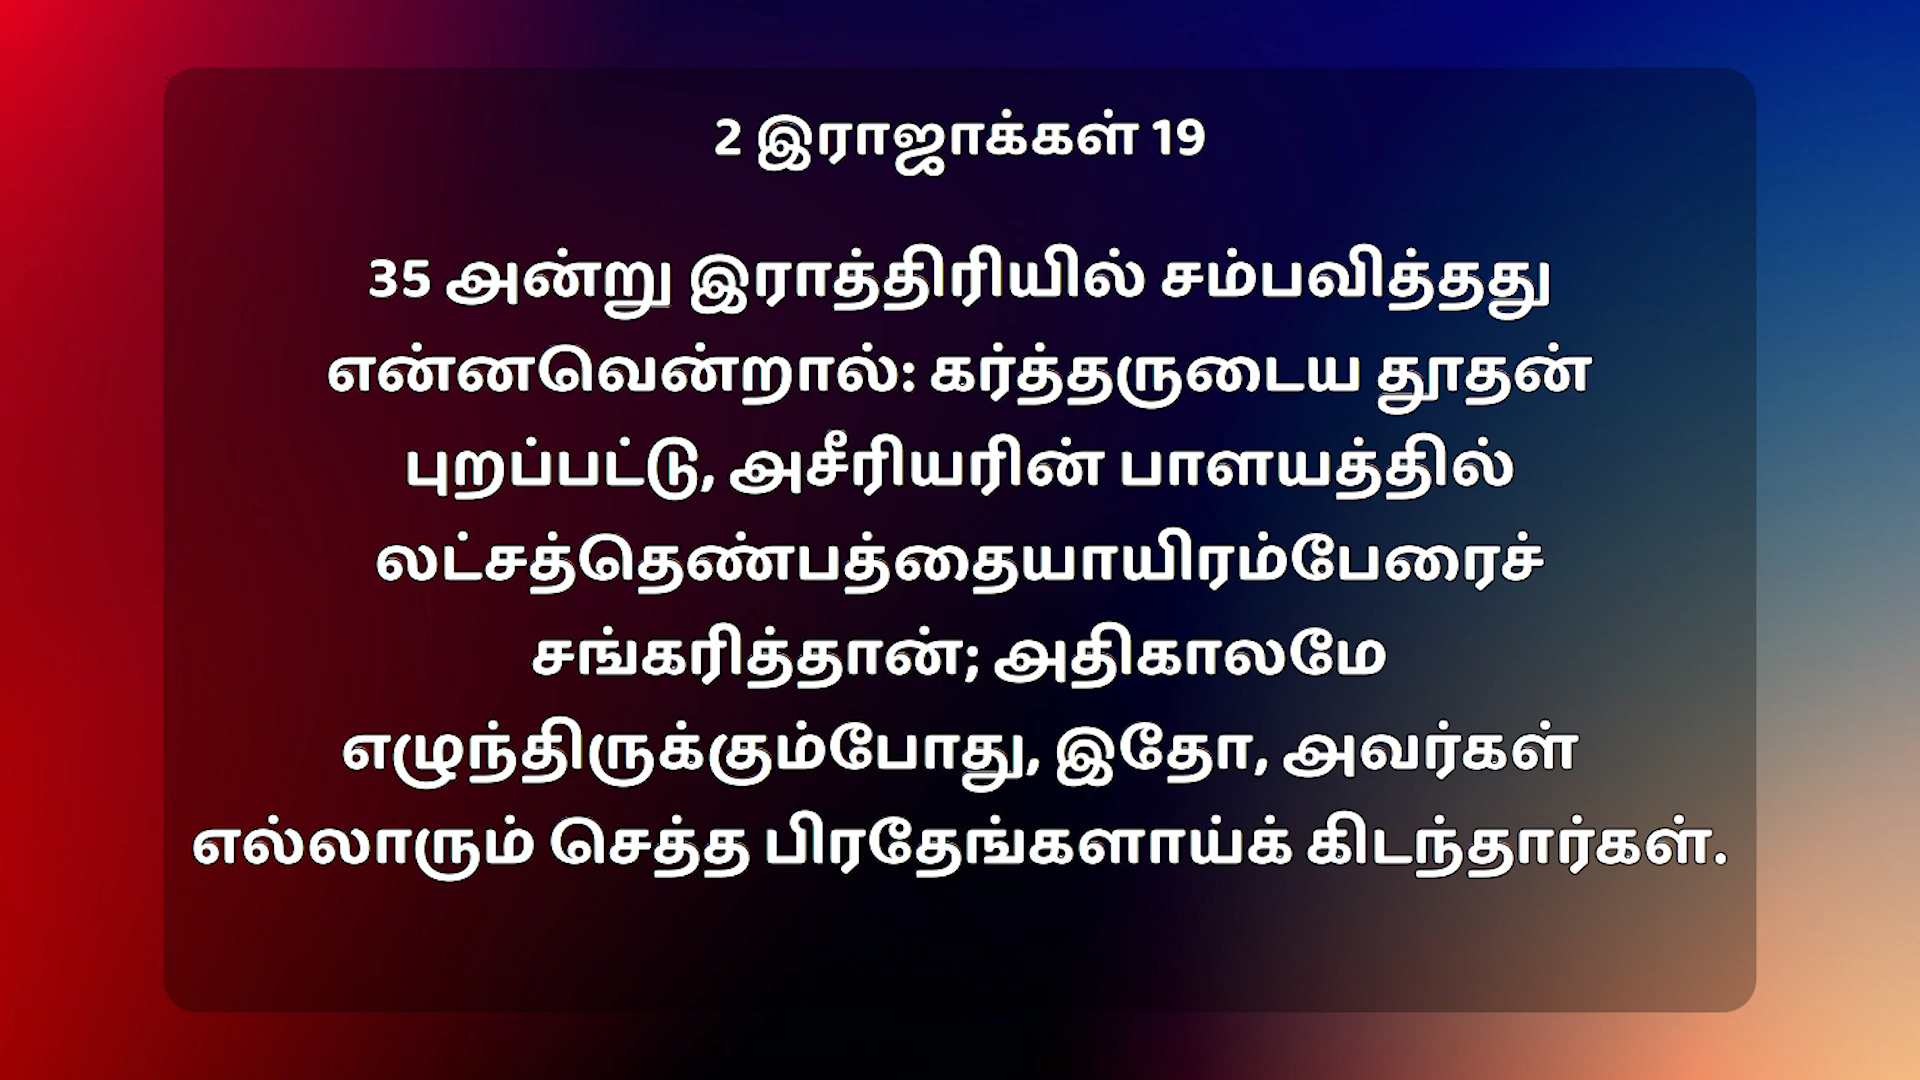 2 இராஜாக்கள் 19
35 அன்று இராத்திரியில் சம்பவித்தது
என்னவென்றால்: கர்த்தருடைய தூதன்
புறப்பட்டு, அசீரியரின் பாளயத்தில்
லட்சத்தெண்பத்தையாயிரம்பேரைச்
சங்கரித்தான்; அதிகாலமே
எழுந்திருக்கும்போது, இதோ, அவர்கள்
எல்லாரும் செத்த பிரதேங்களாய்க் கிடந்தார்கள்.